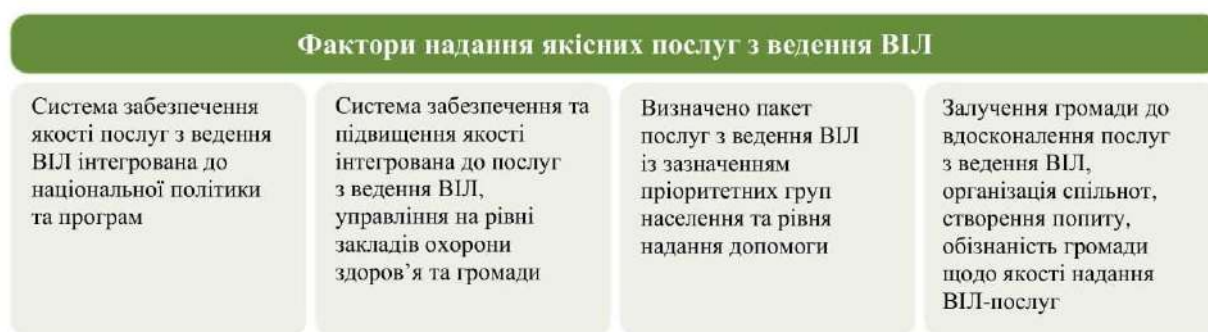 Фактори надання якісних послуг з ведення ВІЛ
Система забезпечення
якості послуг з ведення
ВІЛ інтегрована до
національної політики
та програм
Система забезпечення та
підвищення якості
інтегрована до послуг
з ведення ВІЛ,
управління на рівні
закладів охорони
здоров’я та громади
Визначено пакет
послуг з ведення ВІЛ
із зазначенням
пріоритетних груп
населення та рівня
надання допомоги
Залучення громади до
вдосконалення послуг
з ведення ВІЛ,
організація спільнот,
створення попиту,
обізнаність громади
щодо якості надання
ВІЛ-послуг